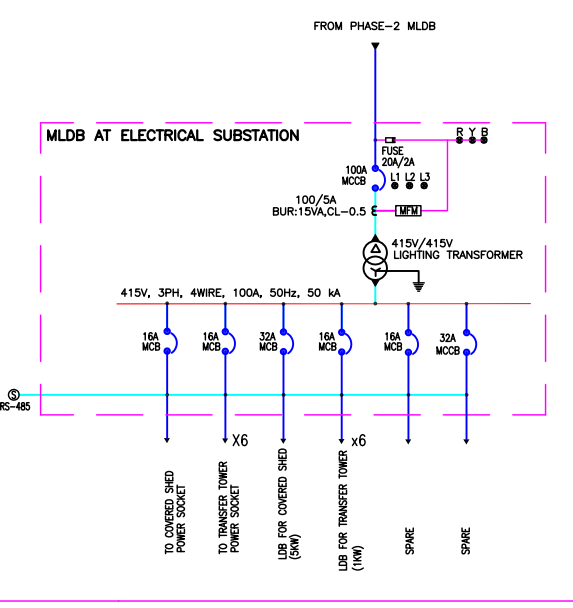 FROM PHASE-2 MLDB
MLDB AT ELECTRICAL SUBSTATION
R Y B
FUSE
20A/2A
100A
MCCB
L1 L2 L3
100/5A
BUR:15VA,CL-0.5
MFM
415V/415V
LIGHTING TRANSFORMER
415V, 3PH, 4WIRE, 100A, 50Hz, 50 kA
16A
MCB
16A
MCB
32A
MCCB
16A
MCB
16A
MCB
32A
MCCB
S
RS-485
X6
x6
TO COVERED SHED
POWER SOCKET
TO TRANSFER TOWER
POWER SOCKET
LDB FOR COVERED SHED
(5KW)
LDB FOR TRANSFER TOWER
(1KW)
SPARE
SPARE